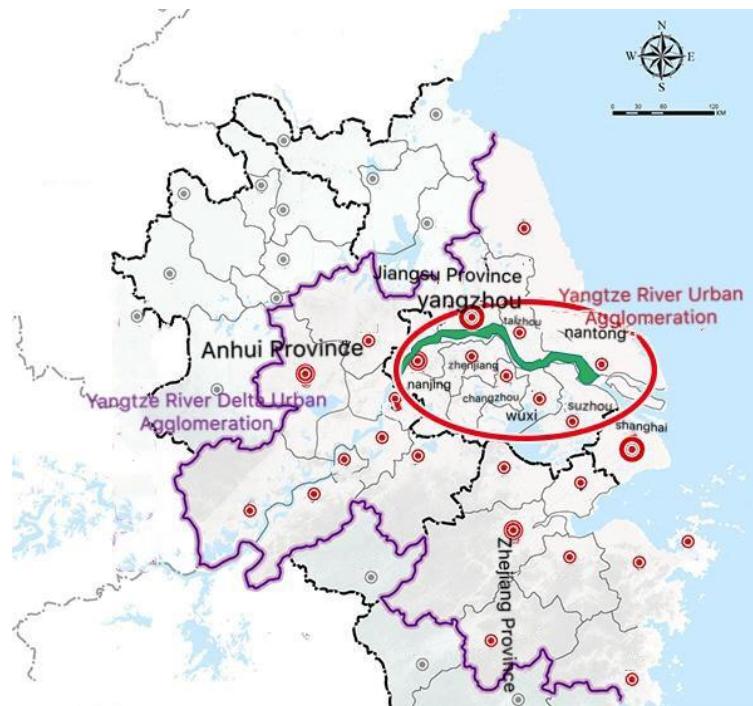 N
W E
S
0 30 60 120
KM
Jiangsu Province
yangzhou
Yangtze River Urban
Agglomeration
taizhou
nantong
Anhui Province
zhenjiang
nanjing
changzhou
wuxi
suzhou
Yangtze River Delta Urban
Agglomeration
shanghai
Zhejiang Province